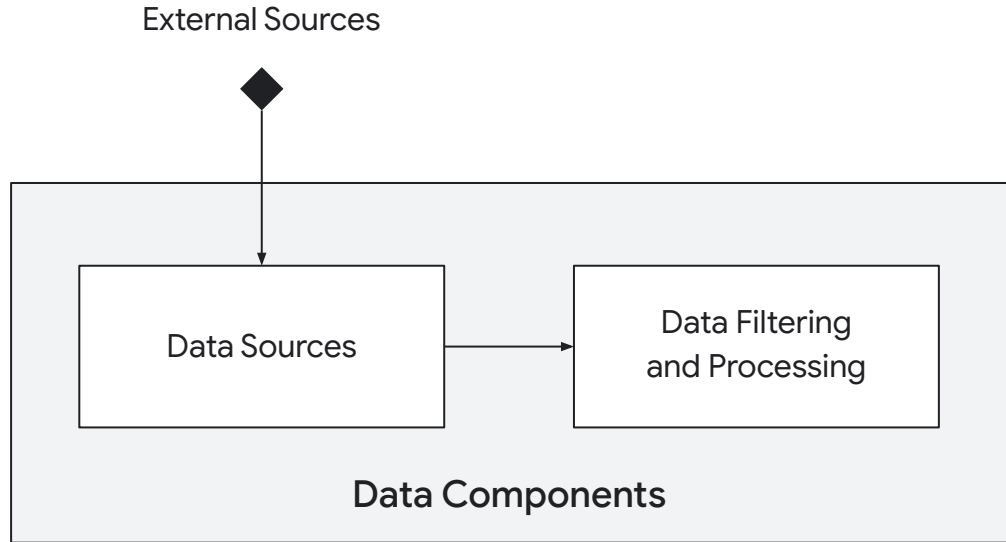 External Sources
Data Sources
Data Filtering
and Processing
Data Components